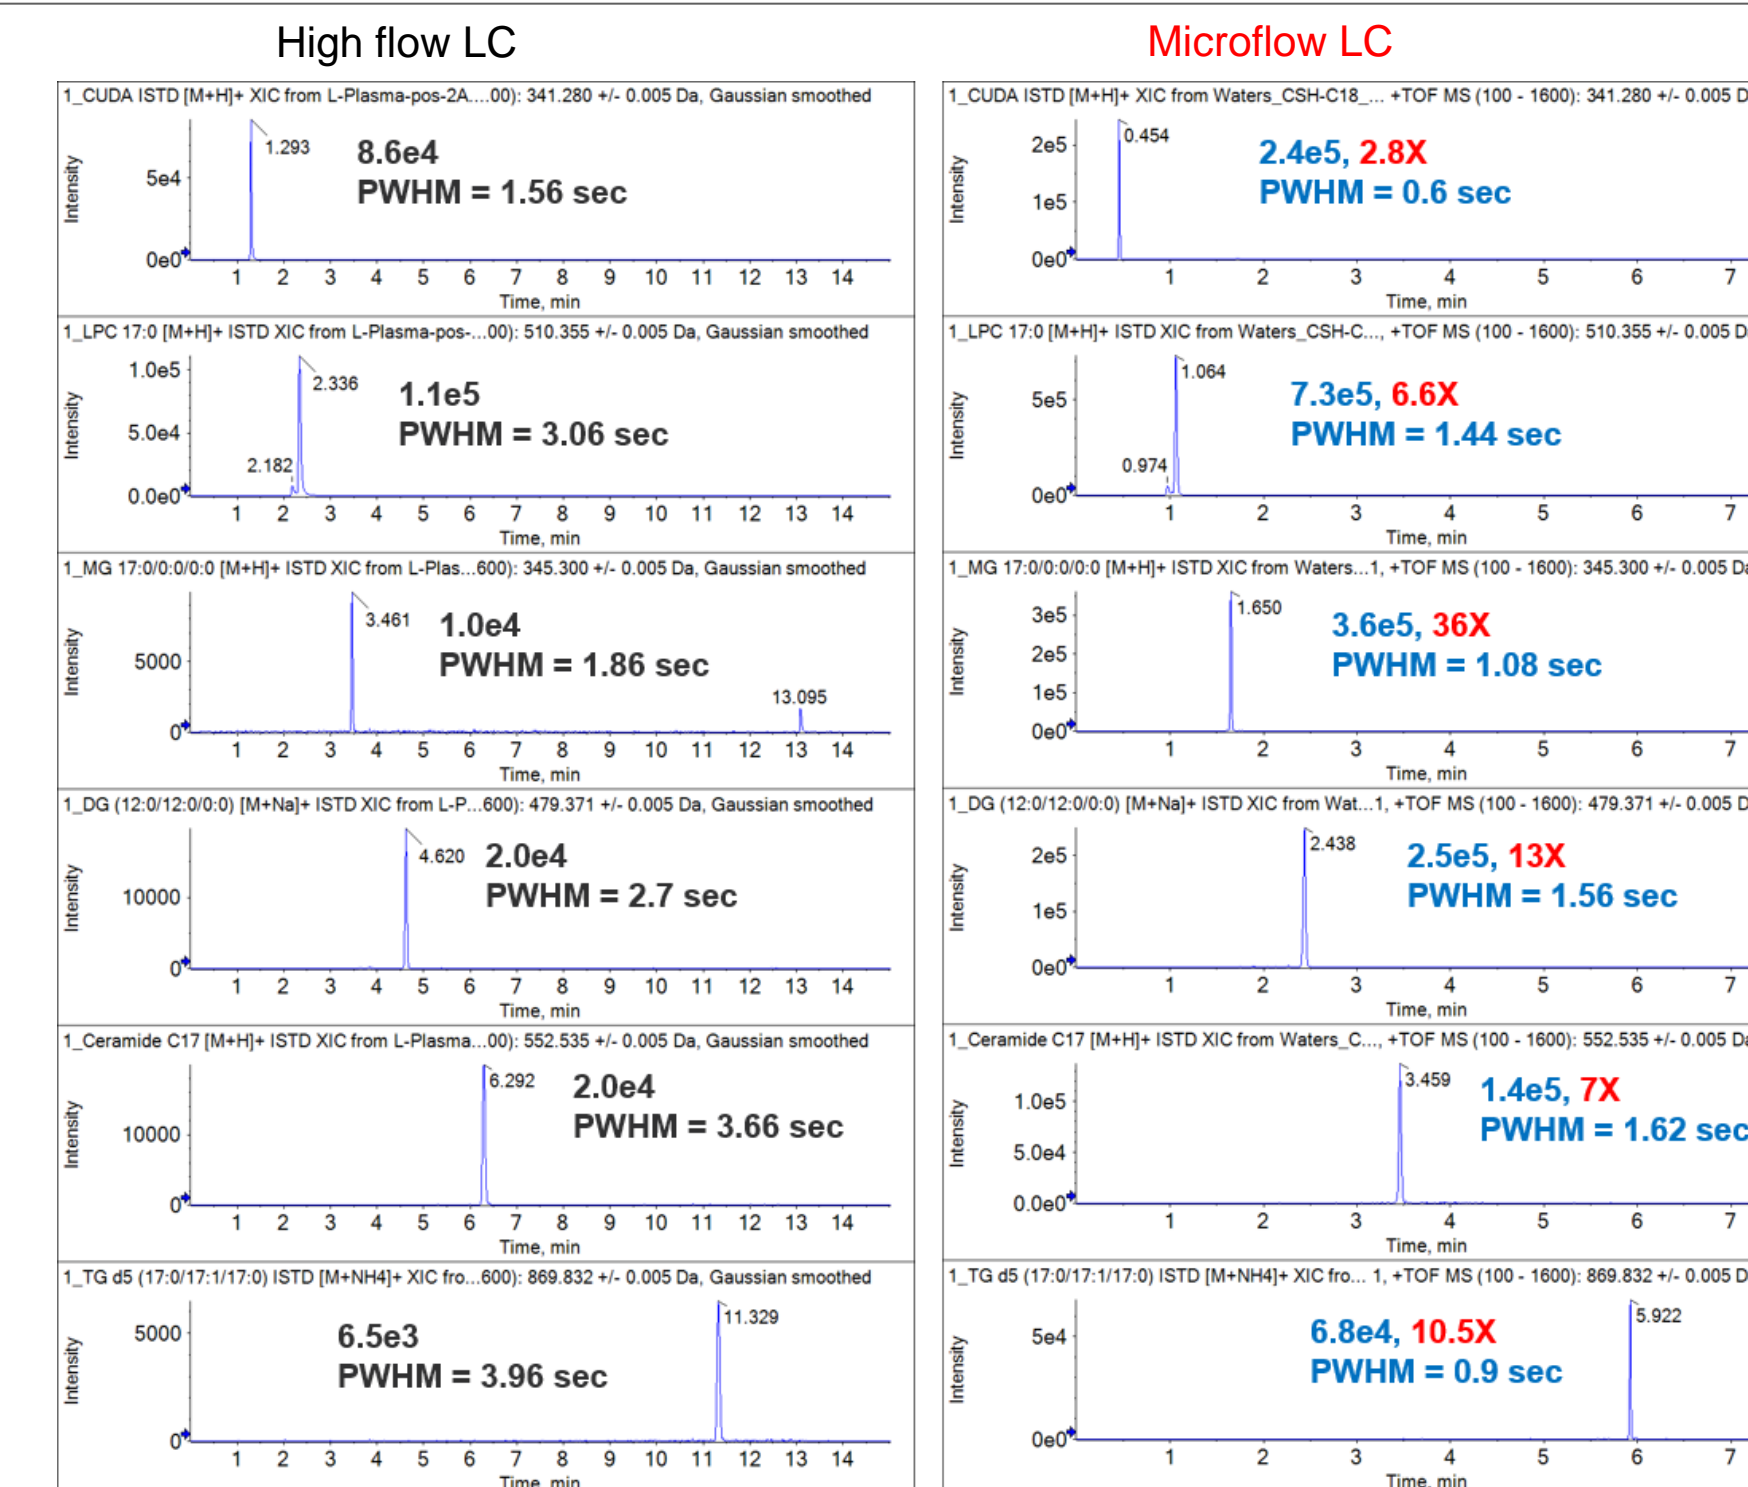 High flow LC
1_CUDA ISTD [M+H]+ XIC from L-Plasma-pos-2A....00): 341.280 +/- 0.005 Da, Gaussian smoothed
Intensity
5e4
0e0
1.293
8.6e4
PWHM = 1.56 sec
1 2 3 4 5 6 7 8 9 10 11 12 13 14
Time, min
1_LPC 17:0 [M+H]+ ISTD XIC from L-Plasma-pos-...00): 510.355 +/- 0.005 Da, Gaussian smoothed
Intensity
1.0e5
5.0e4
0.0e0
2.182
2.336
1.1e5
PWHM = 3.06 sec
1 2 3 4 5 6 7 8 9 10 11 12 13 14
Time, min
1_MG 17:0/0:0/0:0 [M+H]+ ISTD XIC from L-Plas...600): 345.300 +/- 0.005 Da, Gaussian smoothed
Intensity
5000
0
3.461
1.0e4
PWHM = 1.86 sec
13.095
1 2 3 4 5 6 7 8 9 10 11 12 13 14
Time, min
1_DG (12:0/12:0/0:0) [M+Na]+ ISTD XIC from L-P...600): 479.371 +/- 0.005 Da, Gaussian smoothed
Intensity
10000
0
4.620
2.0e4
PWHM = 2.7 sec
1 2 3 4 5 6 7 8 9 10 11 12 13 14
Time, min
1_Ceramide C17 [M+H]+ ISTD XIC from L-Plasma...00): 552.535 +/- 0.005 Da, Gaussian smoothed
Intensity
10000
0
6.292
2.0e4
PWHM = 3.66 sec
1 2 3 4 5 6 7 8 9 10 11 12 13 14
Time, min
1_TG d5 (17:0/17:1/17:0) ISTD [M+NH4]+ XIC fro...600): 869.832 +/- 0.005 Da, Gaussian smoothed
Intensity
5000
0
11.329
6.5e3
PWHM = 3.96 sec
1 2 3 4 5 6 7 8 9 10 11 12 13 14
Time, min
Microflow LC
1_CUDA ISTD [M+H]+ XIC from Waters_CSH-C18_... +TOF MS (100 - 1600): 341.280 +/- 0.005 D
Intensity
2e5
1e5
0e0
0.454
2.4e5, 2.8X
PWHM = 0.6 sec
1 2 3 4 5 6 7
Time, min
1_LPC 17:0 [M+H]+ ISTD XIC from Waters_CSH-C..., +TOF MS (100 - 1600): 510.355 +/- 0.005 D
Intensity
5e5
0e0
0.974
1.064
7.3e5, 6.6X
PWHM = 1.44 sec
1 2 3 4 5 6 7
Time, min
1_MG 17:0/0:0/0:0 [M+H]+ ISTD XIC from Waters...1, +TOF MS (100 - 1600): 345.300 +/- 0.005 Da
Intensity
3e5
2e5
1e5
0e0
1.650
3.6e5, 36X
PWHM = 1.08 sec
1 2 3 4 5 6 7
Time, min
1_DG (12:0/12:0/0:0) [M+Na]+ ISTD XIC from Wat...1, +TOF MS (100 - 1600): 479.371 +/- 0.005 D
Intensity
2e5
1e5
0e0
2.438
2.5e5, 13X
PWHM = 1.56 sec
1 2 3 4 5 6 7
Time, min
1_Ceramide C17 [M+H]+ ISTD XIC from Waters_C..., +TOF MS (100 - 1600): 552.535 +/- 0.005 Da
Intensity
1.0e5
5.0e4
0.0e0
3.459
1.4e5, 7X
PWHM = 1.62 sec
1 2 3 4 5 6 7
Time, min
1_TG d5 (17:0/17:1/17:0) ISTD [M+NH4]+ XIC fro... 1, +TOF MS (100 - 1600): 869.832 +/- 0.005 D
Intensity
5e4
0e0
5.922
6.8e4, 10.5X
PWHM = 0.9 sec
1 2 3 4 5 6 7
Time, min